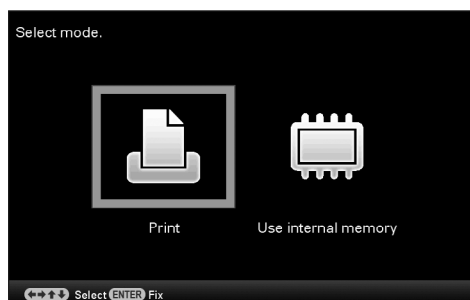 Select mode.
Print
Use internal memory
Select ENTER Fix